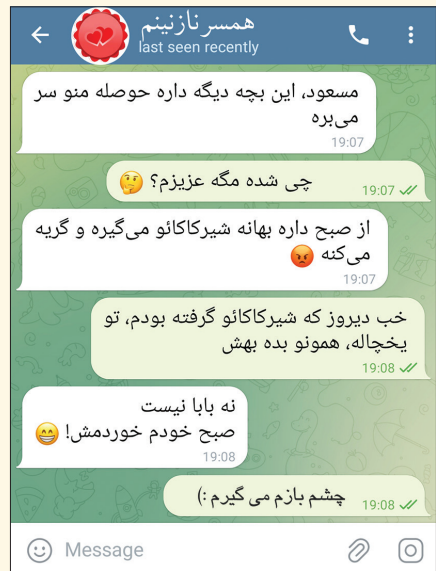 همسر نازنینم
last seen recently
مسعود، این بچه دیگه داره حوصله منو سر
می‌بره
19:07
چی شده مگه عزیزم؟ 🤔
19:07
از صبح داره بهانه شیرکاکائو می‌گیره و گریه
می‌کنه 😡
19:07
خب دیروز که شیرکاکائو گرفته بودم، تو
یخچاله، همونو بده بهش
19:08
نه بابا نیست
صبح خودم خوردمش! 😁
19:08
چشم بازم می گیرم :)
19:08
Message